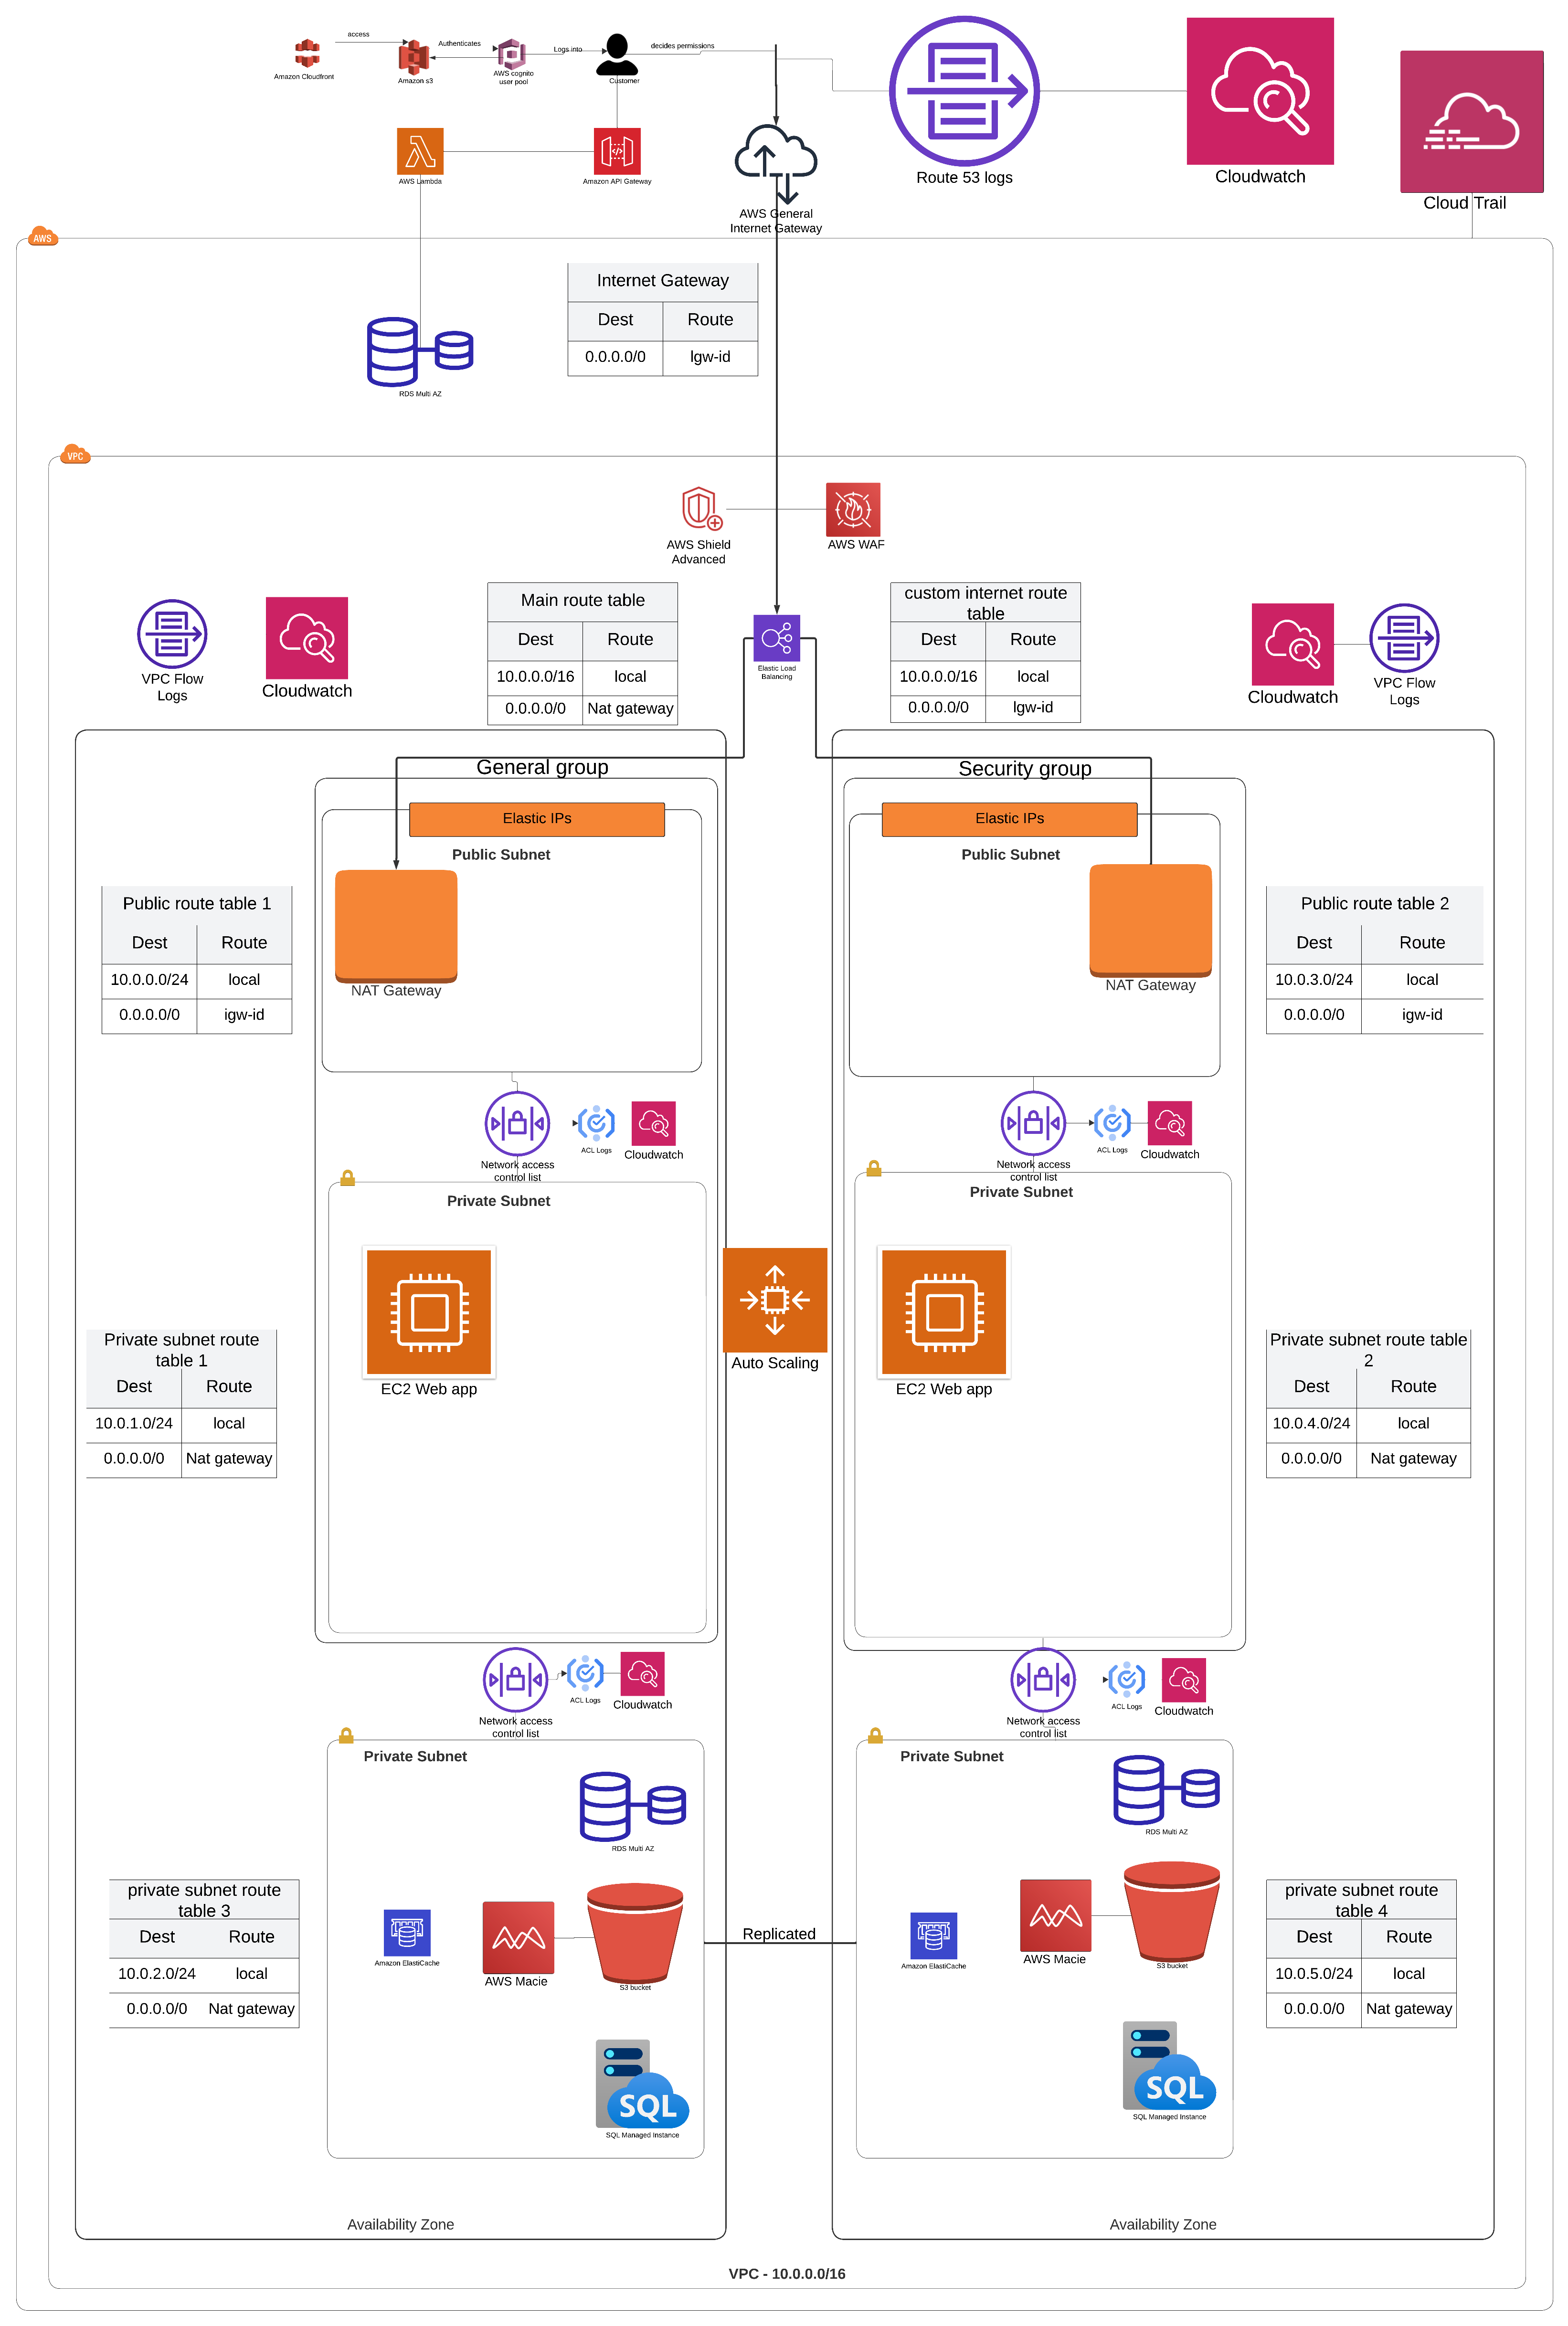 access
Authenticates
Logs into
decides permissions
Amazon Cloudfront
Amazon s3
AWS cognito
user pool
Customer
AWS Lambda
Amazon API Gateway
AWS General
Internet Gateway
Route 53 logs
Cloudwatch
Cloud Trail
AWS
Internet Gateway
Dest Route
0.0.0.0/0 lgw-id
RDS Multi AZ
VPC
AWS Shield
Advanced
AWS WAF
VPC Flow
Logs
Cloudwatch
Main route table
Dest Route
10.0.0.0/16 local
0.0.0.0/0 Nat gateway
Elastic Load
Balancing
custom internet route
table
Dest Route
10.0.0.0/16 local
0.0.0.0/0 lgw-id
Cloudwatch
VPC Flow
Logs
General group
Security group
Elastic IPs
Elastic IPs
Public Subnet
Public Subnet
Public route table 1
Dest Route
10.0.0.0/24 local
0.0.0.0/0 igw-id
NAT Gateway
NAT Gateway
Public route table 2
Dest Route
10.0.3.0/24 local
0.0.0.0/0 igw-id
Network access
control list
ACL Logs
Cloudwatch
Network access
control list
ACL Logs
Cloudwatch
Private Subnet
Private Subnet
EC2 Web app
Auto Scaling
EC2 Web app
Private subnet route
table 1
Dest Route
10.0.1.0/24 local
0.0.0.0/0 Nat gateway
Private subnet route table
2
Dest Route
10.0.4.0/24 local
0.0.0.0/0 Nat gateway
Network access
control list
ACL Logs
Cloudwatch
Network access
control list
ACL Logs
Cloudwatch
Private Subnet
Private Subnet
RDS Multi AZ
RDS Multi AZ
private subnet route
table 3
Dest Route
10.0.2.0/24 local
0.0.0.0/0 Nat gateway
Amazon ElastiCache
AWS Macie
S3 bucket
Replicated
Amazon ElastiCache
AWS Macie
S3 bucket
private subnet route
table 4
Dest Route
10.0.5.0/24 local
0.0.0.0/0 Nat gateway
SQL
SQL Managed Instance
SQL
SQL Managed Instance
Availability Zone
Availability Zone
VPC - 10.0.0.0/16